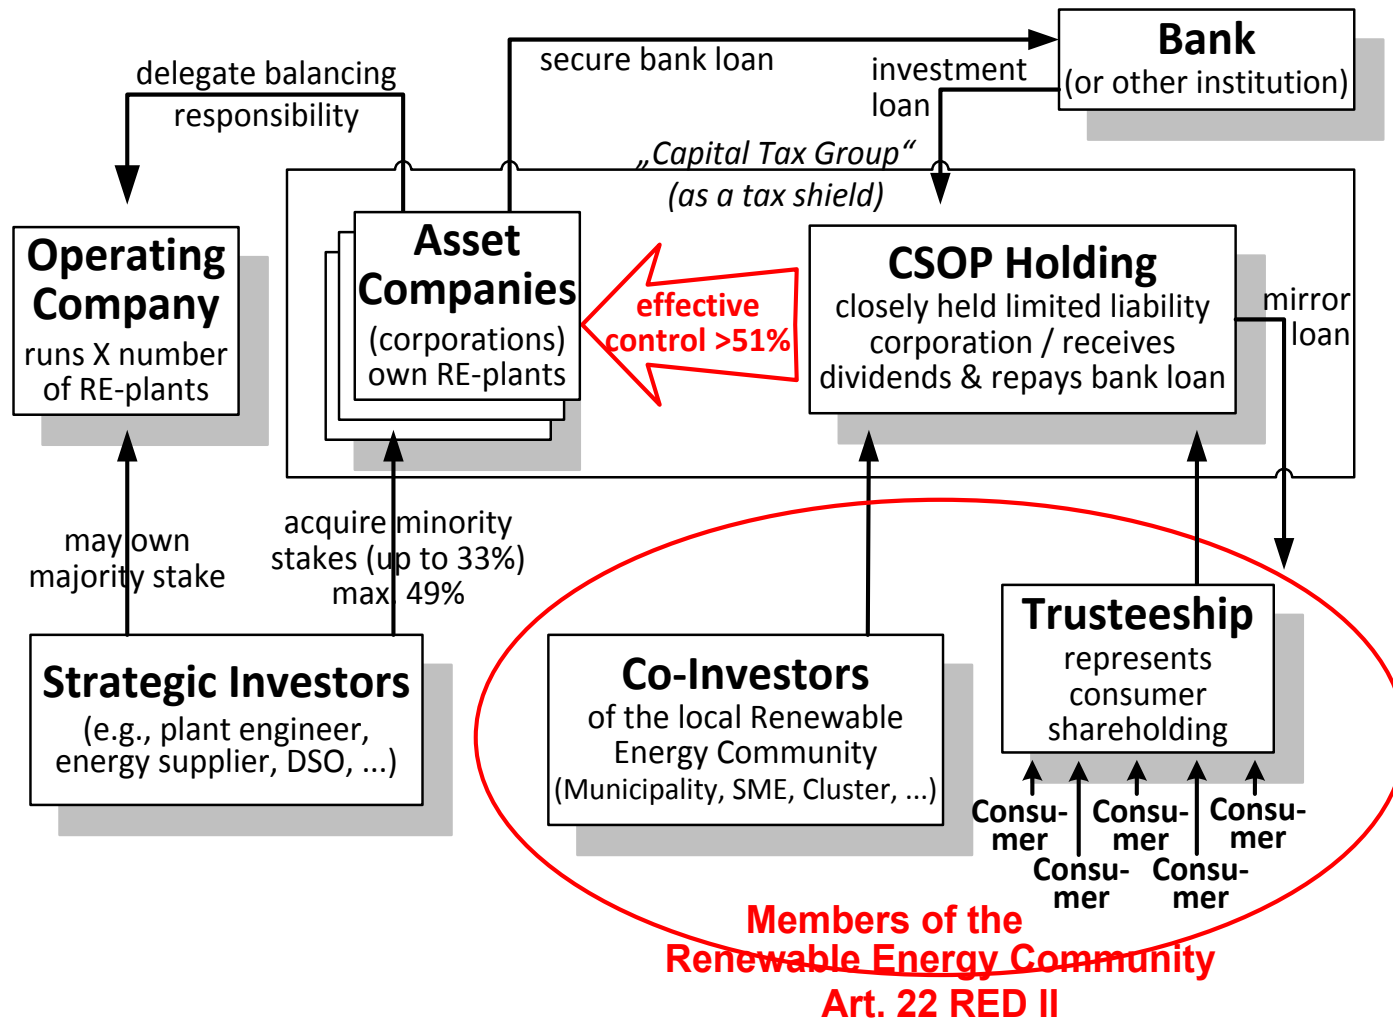 Bank
(or other institution)
secure bank loan
investment
loan
delegate balancing
responsibility
„Capital Tax Group“
(as a tax shield)
Operating
Company
runs X number
of RE-plants
Asset
Companies
(corporations)
own RE-plants
effective
control >51%
CSOP Holding
closely held limited liability
corporation / receives
dividends & repays bank loan
mirror
loan
may own
majority stake
acquire minority
stakes (up to 33%)
max. 49%
Strategic Investors
(e.g., plant engineer,
energy supplier, DSO, ...)
Co-Investors
of the local Renewable
Energy Community
(Municipality, SME, Cluster, ...)
Trusteeship
represents
consumer
shareholding
Consu-
mer
Consu-
mer
Consu-
mer
Consu-
mer
Consu-
mer
Members of the
Renewable Energy Community
Art. 22 RED II